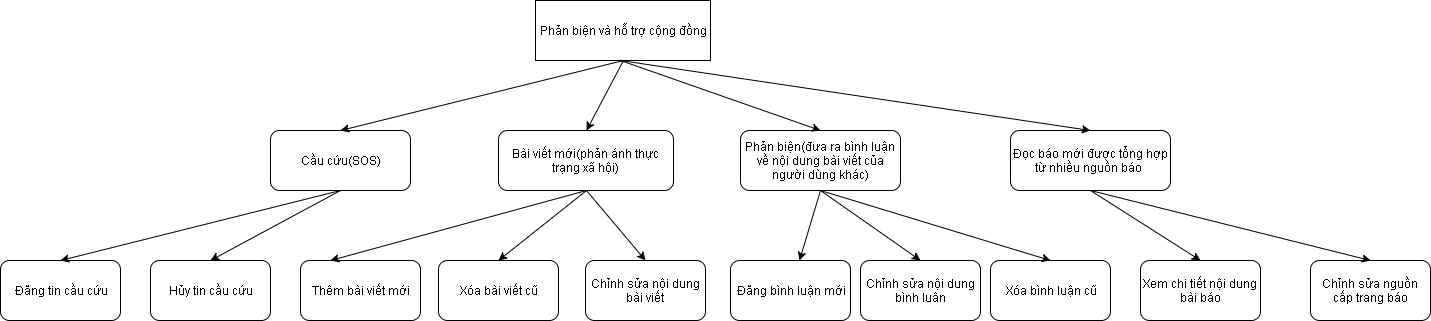 Phản biện và hỗ trợ cộng đồng
Cầu cứu(SOS)
Bài viết mới(phản ánh thực
trạng xã hội)
Phản biện(đưa ra bình luận
về nội dung bài viết của
người dùng khác)
Đọc báo mới được tổng hợp
từ nhiều nguồn báo
Đăng tin cầu cứu
Hủy tin cầu cứu
Thêm bài viết mới
Xóa bài viết cũ
Chỉnh sửa nội dung
bài viết
Đăng bình luận mới
Chỉnh sửa nội dung
bình luân
Xóa bình luận cũ
Xem chi tiết nội dung
bài báo
Chỉnh sửa nguồn
cấp trang báo